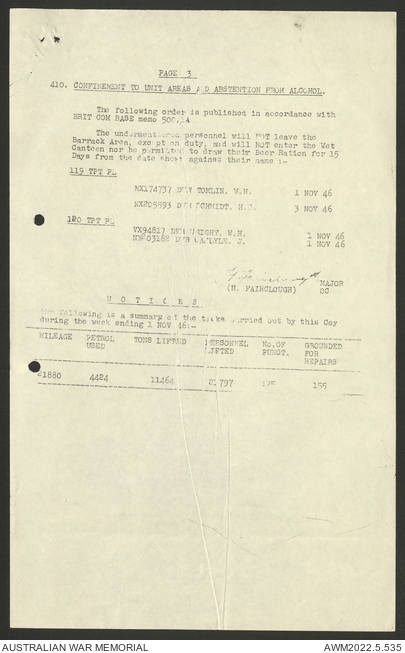 PAGE 3
410. CONFINEMENT TO UNIT AREAS AND ABSTENTION FROM ALCOHOL.
The following order is published in accordance with
BRIT COM BASE memo
The undermentioned personnel will NOT leave the
Barrack Area, except on duty, and will NOT enter the Wet
Canteen nor be permitted to draw their Beer Ration for 15
Days from the date shown against their name :-
119 TPT PL
NX174737 DVR TOMLIN, W.N. 1 NOV 46
DVR SCHMIDT, H.C. 3 NOV 46
120 TPT PL
VX94817 DVR WRIGHT, W.H. 1 NOV 46
DVR J. 1 NOV 46
H. Fairclough
(H. FAIRCLOUGH) MAJOR
OC
NOTICES
The following is a summary of the tasks carried out by this Coy
during the week ending 1 NOV 46:-
MILEAGE PETROL USED TONS LIFTED PERSONNEL LIFTED No.OF PUNCT. GROUNDED FOR REPAIRS
21880 4424 11464 21797 155
AUSTRALIAN WAR MEMORIAL AWM2022.5.535